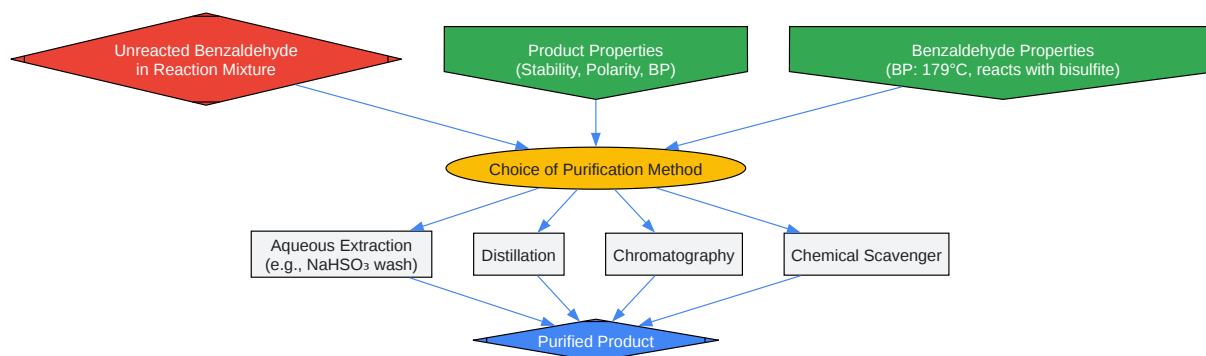 Unreacted Benzaldehyde
in Reaction Mixture
Product Properties
(Stability, Polarity, BP)
Benzaldehyde Properties
(BP: 179°C, reacts with bisulfite)
Choice of Purification Method
Aqueous Extraction
(e.g., NaHSO₃ wash)
Distillation
Chromatography
Chemical Scavenger
Purified Product